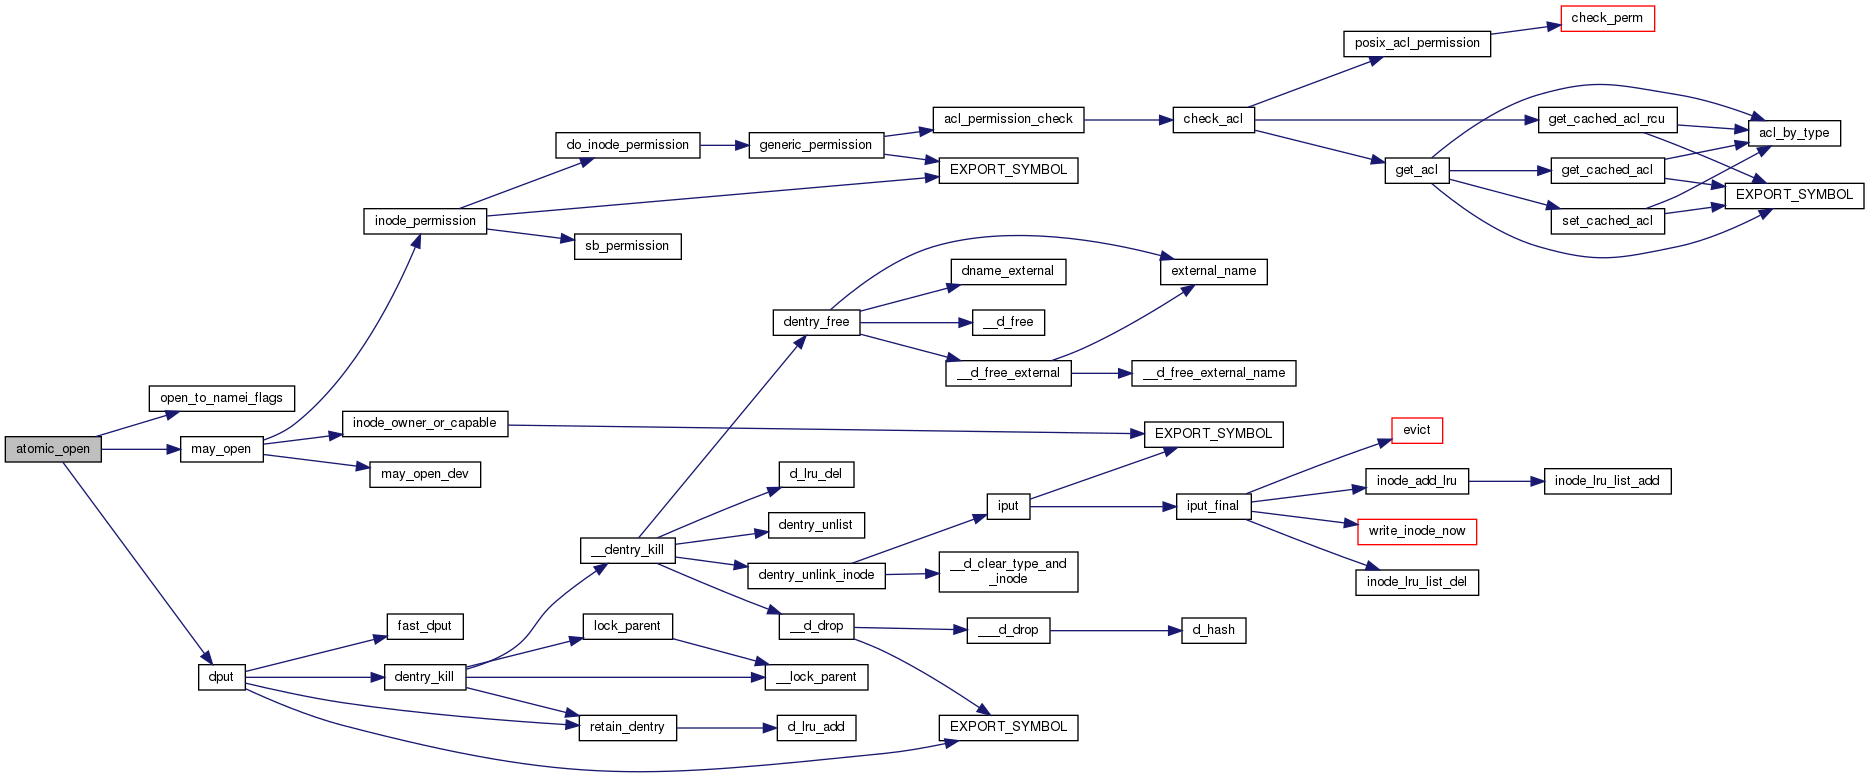 check_perm
posix_acl_permission
acl_permission_check
check_acl
get_cached_acl_rcu
acl_by_type
do_inode_permission
generic_permission
EXPORT_SYMBOL
get_acl
get_cached_acl
EXPORT_SYMBOL
inode_permission
set_cached_acl
sb_permission
dname_external
external_name
dentry_free
__d_free
__d_free_external
__d_free_external_name
open_to_namei_flags
inode_owner_or_capable
EXPORT_SYMBOL
evict
atomic_open
may_open
may_open_dev
d_lru_del
inode_add_lru
inode_lru_list_add
iput
iput_final
dentry_unlist
write_inode_now
__dentry_kill
dentry_unlink_inode
__d_clear_type_and
_inode
inode_lru_list_del
fast_dput
lock_parent
__d_drop
___d_drop
d_hash
dput
dentry_kill
__lock_parent
retain_dentry
d_lru_add
EXPORT_SYMBOL